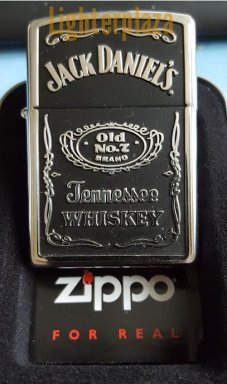 Lighterplaza
JACK DANIEL'S
Old
No.7
BRAND
Tennessee
WHISKEY
zippo
FOR REAL